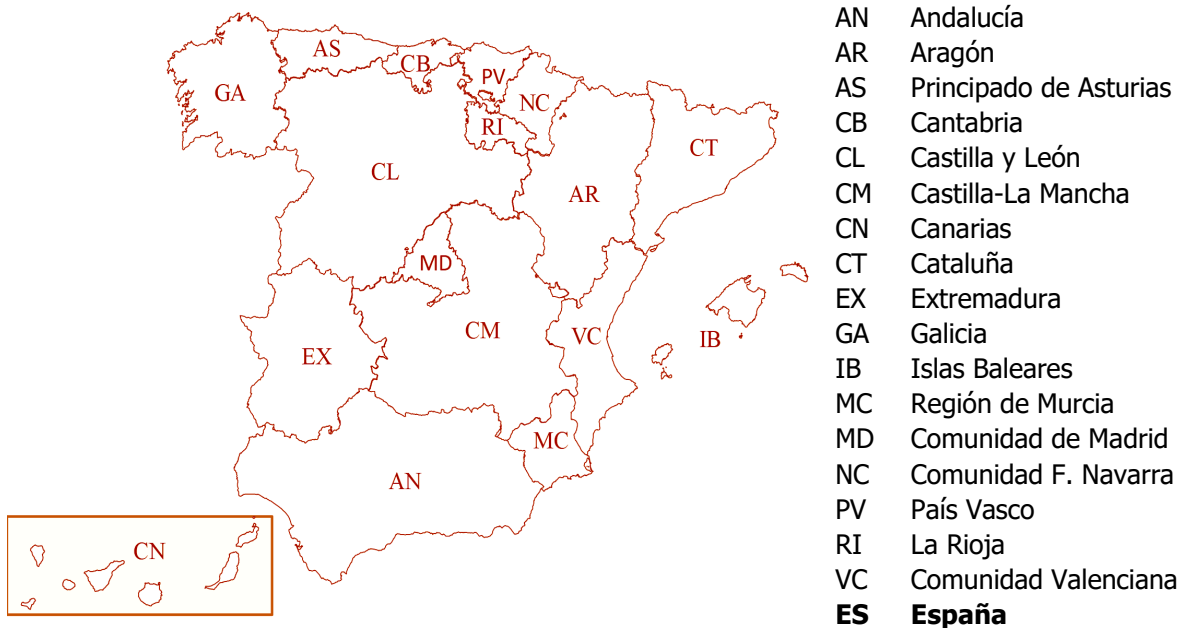 AS
CB
PV
GA
NC
RI
CT
CL
AR
MD
CM
VC
IB
EX
MC
AN
CN
AN Andalucía
AR Aragón
AS Principado de Asturias
CB Cantabria
CL Castilla y León
CM Castilla-La Mancha
CN Canarias
CT Cataluña
EX Extremadura
GA Galicia
IB Islas Baleares
MC Región de Murcia
MD Comunidad de Madrid
NC Comunidad F. Navarra
PV País Vasco
RI La Rioja
VC Comunidad Valenciana
ES España